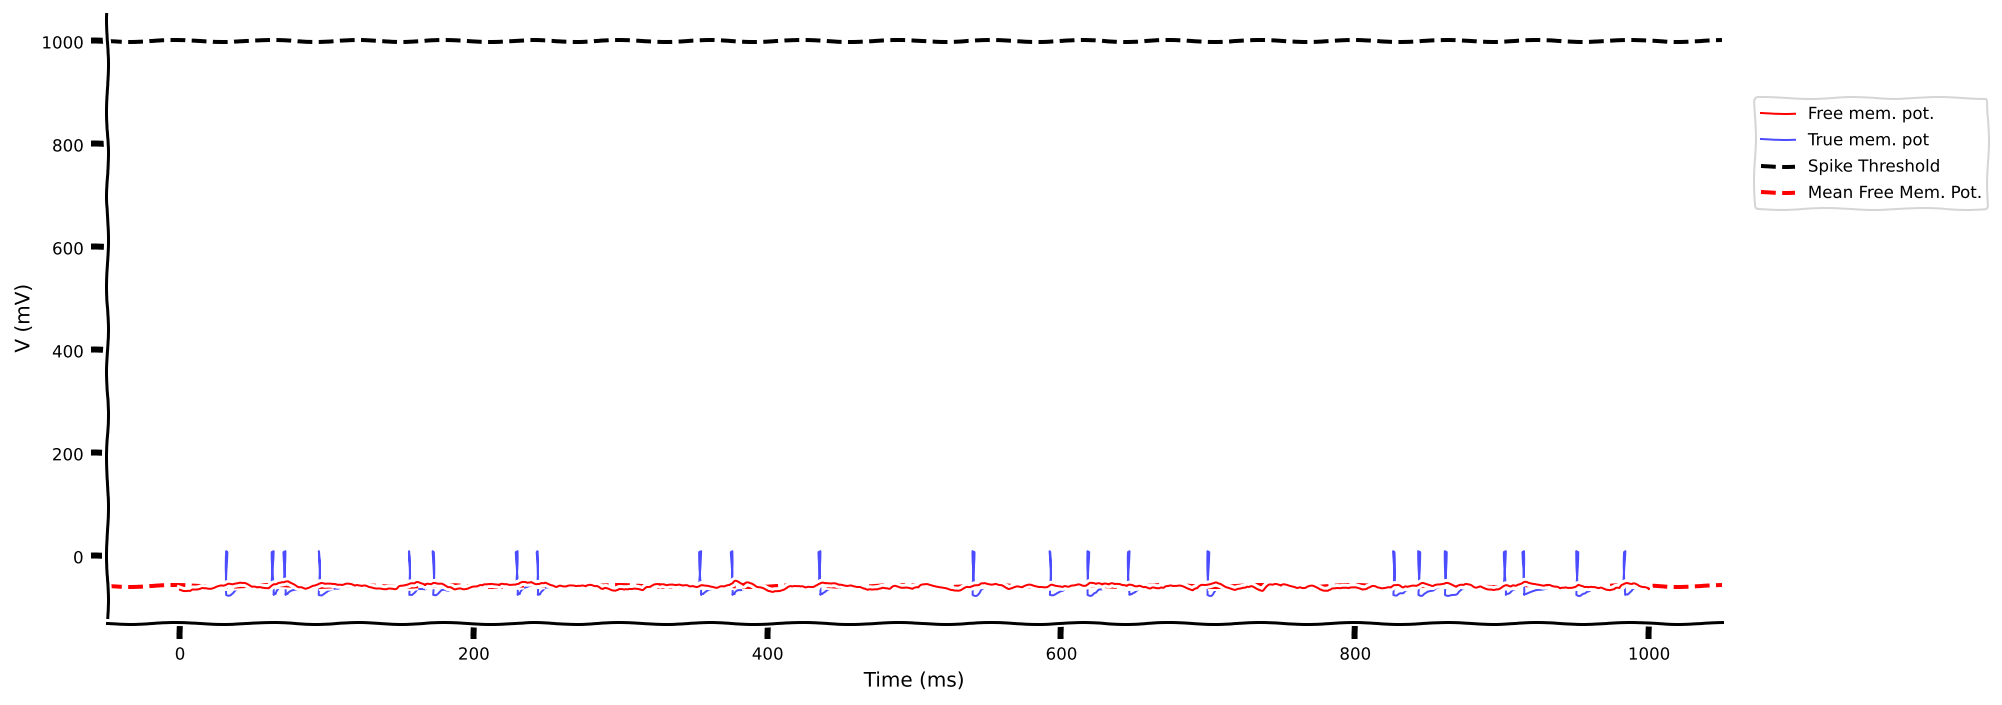 1000
800
600
400
200
0
V (mV)
0 200 400 600 800 1000
Time (ms)
Free mem. pot.
True mem. pot
Spike Threshold
Mean Free Mem. Pot.